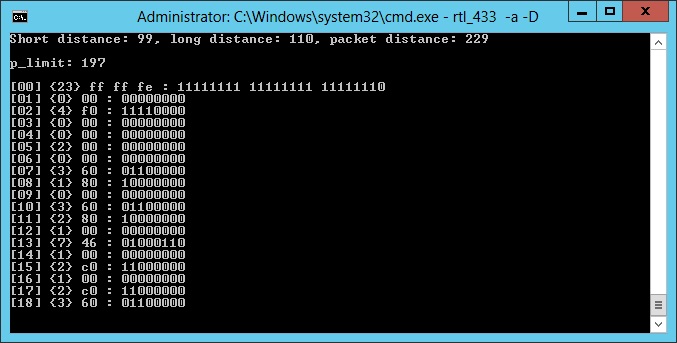 Administrator: C:\Windows\system32\cmd.exe - rtl_433 -a -D
Short distance: 99, long distance: 110, packet distance: 229
p_limit: 197
[00] {23} ff ff fe : 11111111 11111111 11111110
[01] {0} 00 : 00000000
[02] {4} f0 : 11110000
[03] {0} 00 : 00000000
[04] {0} 00 : 00000000
[05] {2} 00 : 00000000
[06] {0} 00 : 00000000
[07] {3} 60 : 01100000
[08] {1} 80 : 10000000
[09] {0} 00 : 00000000
[10] {3} 60 : 01100000
[11] {2} 80 : 10000000
[12] {1} 00 : 00000000
[13] {7} 46 : 01000110
[14] {1} 00 : 00000000
[15] {2} c0 : 11000000
[16] {1} 00 : 00000000
[17] {2} c0 : 11000000
[18] {3} 60 : 01100000